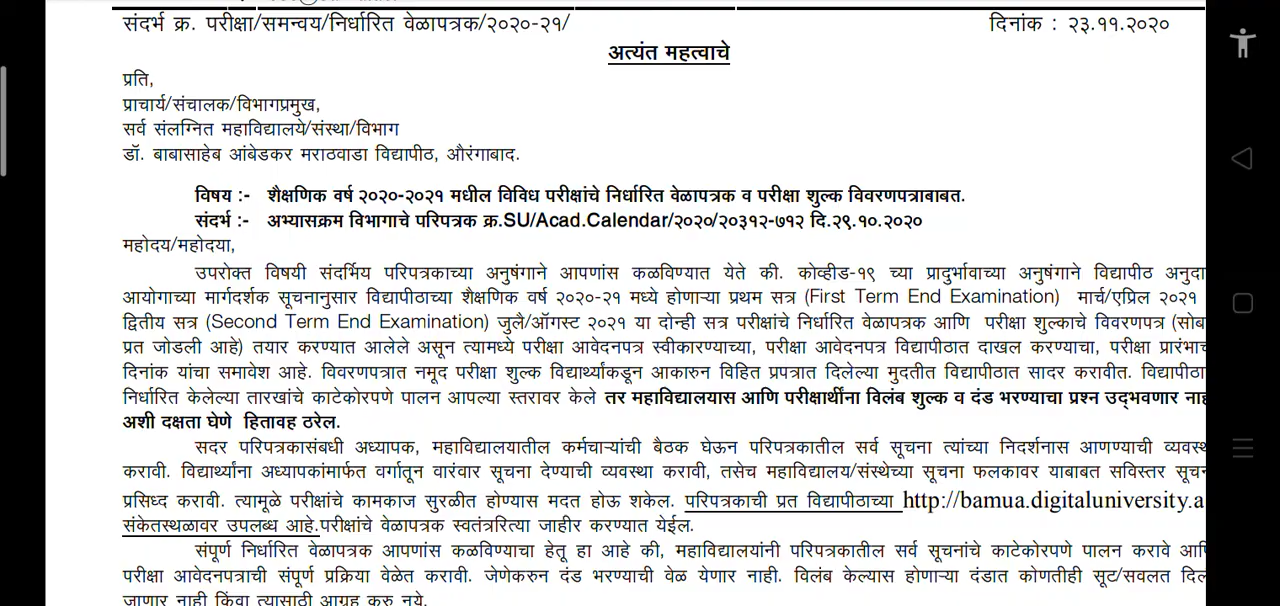 संदर्भ क्र. परीक्षा/समन्वय/निर्धारित वेळापत्रक/२०२०-२१/ दिनांक : २३.११.२०२०
अत्यंत महत्वाचे
प्रति,
प्राचार्य/संचालक/विभागप्रमुख,
सर्व संलग्नित महाविद्यालये/संस्था/विभाग
डॉ. बाबासाहेब आंबेडकर मराठवाडा विद्यापीठ, औरंगाबाद.
विषय :- शैक्षणिक वर्ष २०२०-२०२१ मधील विविध परीक्षांचे निर्धारित वेळापत्रक व परीक्षा शुल्क विवरणपत्राबाबत.
संदर्भ :- अभ्यासक्रम विभागाचे परिपत्रक क्र.SU/Acad.Calendar/२०२०/२०३१२-७१२ दि.२९.१०.२०२०
महोदय/महोदया,
उपरोक्त विषयी संदर्भिय परिपत्रकाच्या अनुषंगाने आपणांस कळविण्यात येते की. कोव्हीड-१९ च्या प्रादुर्भावाच्या अनुषंगाने विद्यापीठ अनुदा
आयोगाच्या मार्गदर्शक सूचनानुसार विद्यापीठाच्या शैक्षणिक वर्ष २०२०-२१ मध्ये होणाऱ्या प्रथम सत्र (First Term End Examination) मार्च/एप्रिल २०२१
द्वितीय सत्र (Second Term End Examination) जुलै/ऑगस्ट २०२१ या दोन्ही सत्र परीक्षांचे निर्धारित वेळापत्रक आणि परीक्षा शुल्काचे विवरणपत्र (सोब
प्रत जोडली आहे) तयार करण्यात आलेले असून त्यामध्ये परीक्षा आवेदनपत्र स्वीकारण्याच्या, परीक्षा आवेदनपत्र विद्यापीठात दाखल करण्याचा, परीक्षा प्रारंभाच
दिनांक यांचा समावेश आहे. विवरणपत्रात नमूद परीक्षा शुल्क विद्यार्थ्यांकडून आकारुन विहित प्रपत्रात दिलेल्या मुदतीत विद्यापीठात सादर करावीत. विद्यापीठा
निर्धारित केलेल्या तारखांचे काटेकोरपणे पालन आपल्या स्तरावर केले तर महाविद्यालयास आणि परीक्षार्थींना विलंब शुल्क व दंड भरण्याचा प्रश्न उद्‌भवणार नाह
अशी दक्षता घेणे हितावह ठरेल.
सदर परिपत्रकासंबधी अध्यापक, महाविद्यालयातील कर्मचाऱ्यांची बैठक घेऊन परिपत्रकातील सर्व सूचना त्यांच्या निदर्शनास आणण्याची व्यवस्
करावी. विद्यार्थ्यांना अध्यापकांमार्फत वर्गातून वारंवार सूचना देण्याची व्यवस्था करावी, तसेच महाविद्यालय/संस्थेच्या सूचना फलकावर याबाबत सविस्तर सूचन
प्रसिध्द करावी. त्यामूळे परीक्षांचे कामकाज सुरळीत होण्यास मदत होऊ शकेल. परिपत्रकाची प्रत विद्यापीठाच्या http://bamua.digitaluniversity.a
संकेतस्थळावर उपलब्ध आहे.परीक्षांचे वेळापत्रक स्वतंत्ररित्या जाहीर करण्यात येईल.
संपूर्ण निर्धारित वेळापत्रक आपणांस कळविण्याचा हेतू हा आहे की, महाविद्यालयांनी परिपत्रकातील सर्व सूचनांचे काटेकोरपणे पालन करावे आणि
परीक्षा आवेदनपत्राची संपूर्ण प्रक्रिया वेळेत करावी. जेणेकरुन दंड भरण्याची वेळ येणार नाही. विलंब केल्यास होणाऱ्या दंडात कोणतीही सूट/सवलत दिल
जाणार नाही किंवा त्यासाठी आग्रह करु नये.